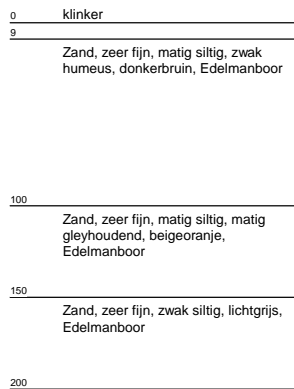 0 klinker
9
Zand, zeer fijn, matig siltig, zwak
humeus, donkerbruin, Edelmanboor
100
Zand, zeer fijn, matig siltig, matig
gleyhoudend, beigeoranje,
Edelmanboor
150
Zand, zeer fijn, zwak siltig, lichtgrijs,
Edelmanboor
200